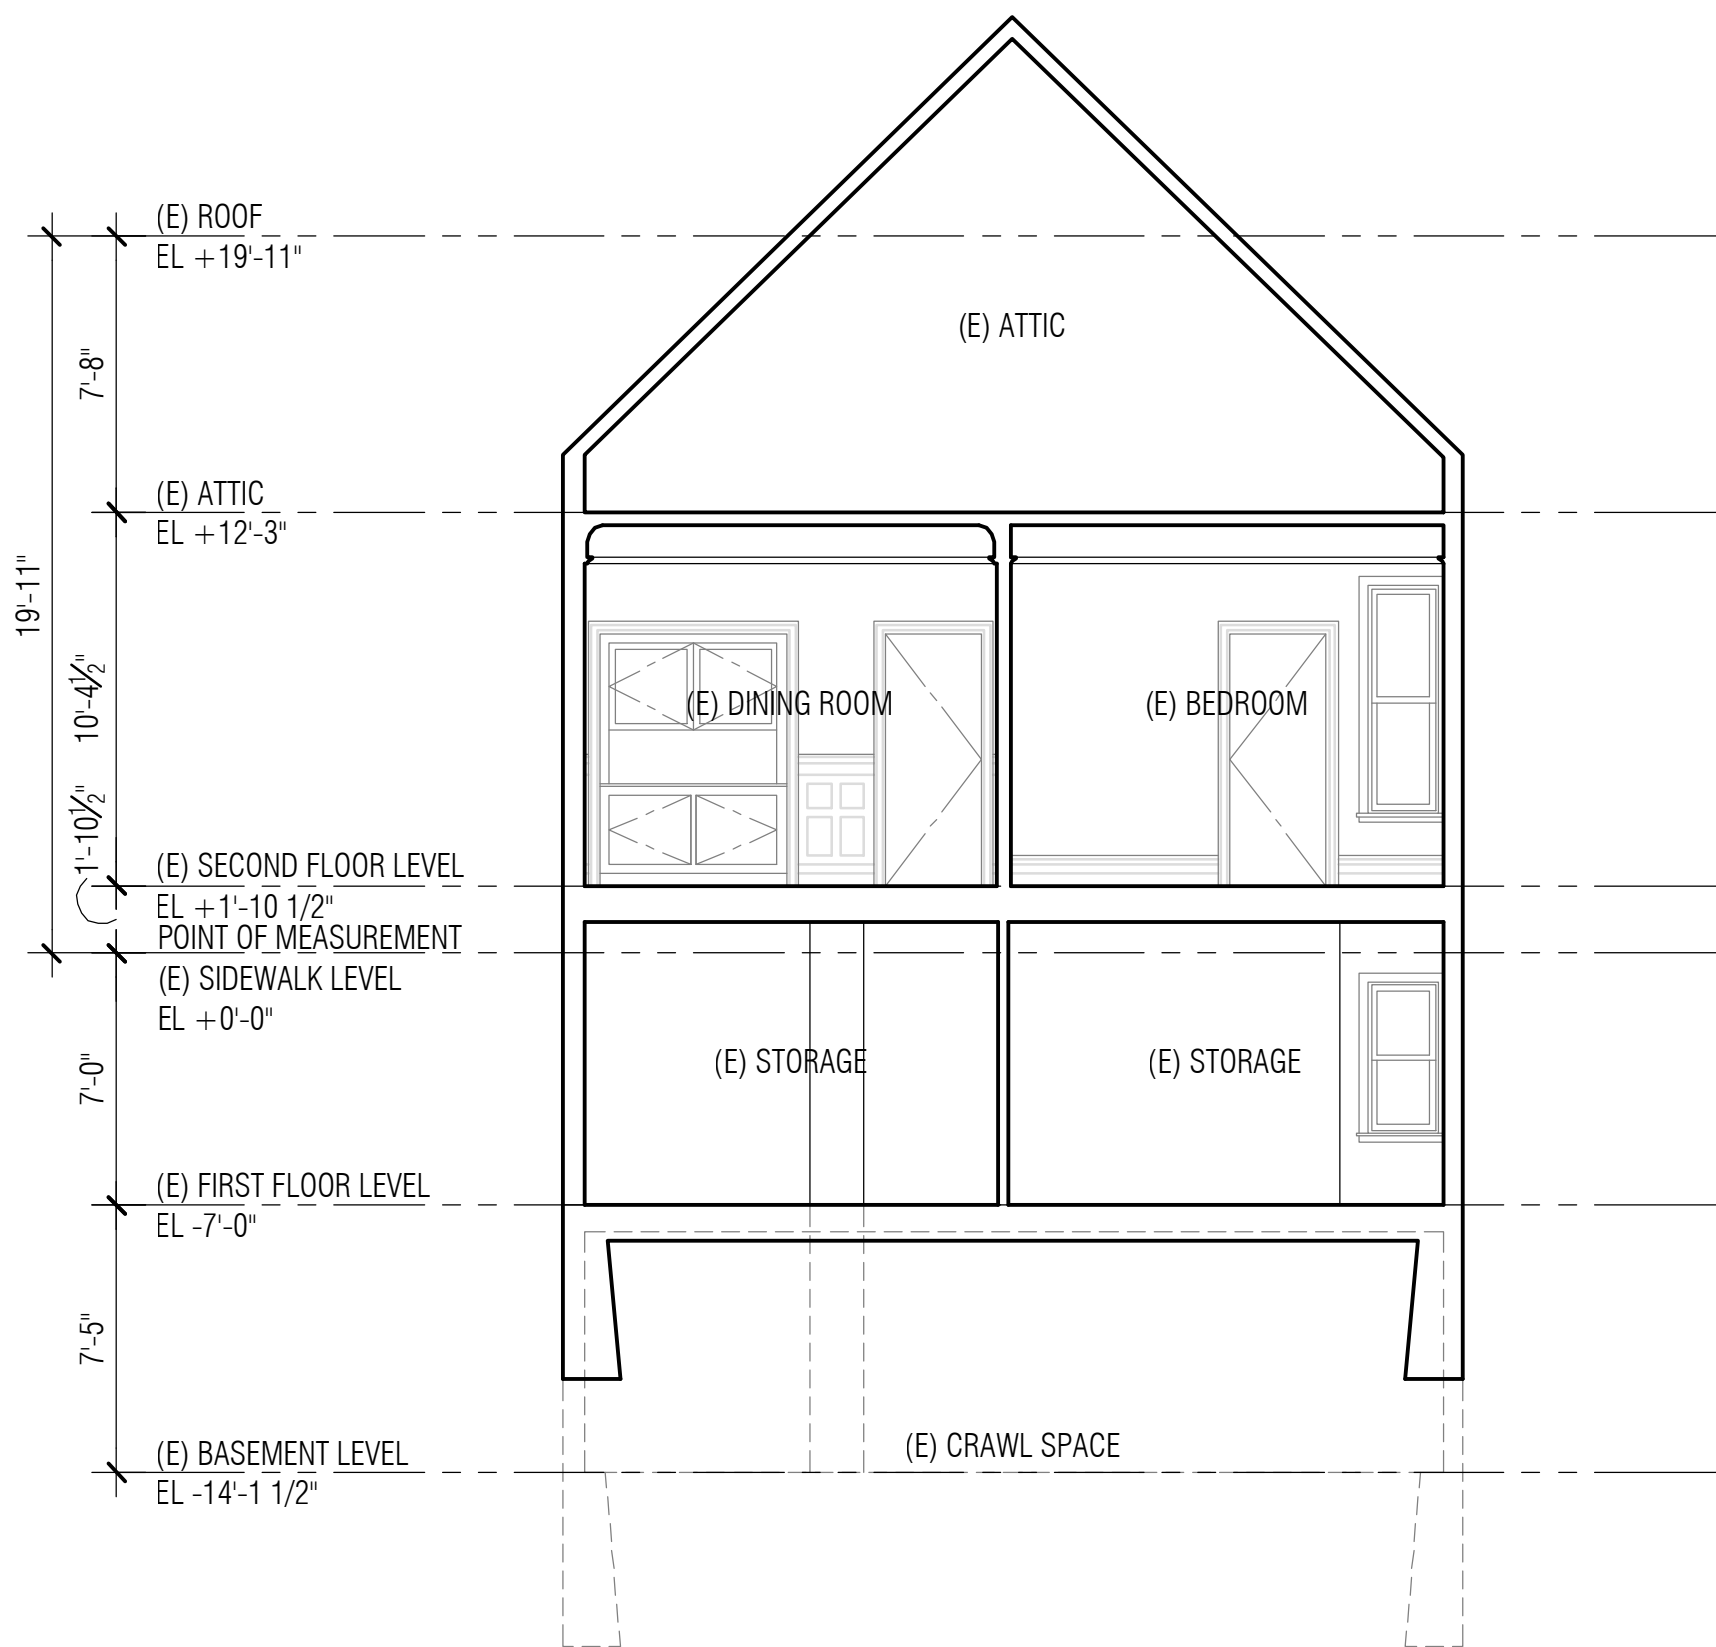 (E) ROOF
EL +19'-11"
(E) ATTIC
7'-8"
(E) ATTIC
EL +12'-3"
19'-11"
10'-4½"
(E) DINING ROOM
(E) BEDROOM
1'-10½"
(E) SECOND FLOOR LEVEL
EL +1'-10 1/2"
POINT OF MEASUREMENT
(E) SIDEWALK LEVEL
EL +0'-0"
7'-0"
(E) STORAGE
(E) STORAGE
(E) FIRST FLOOR LEVEL
EL -7'-0"
7'-5"
(E) CRAWL SPACE
(E) BASEMENT LEVEL
EL -14'-1 1/2"